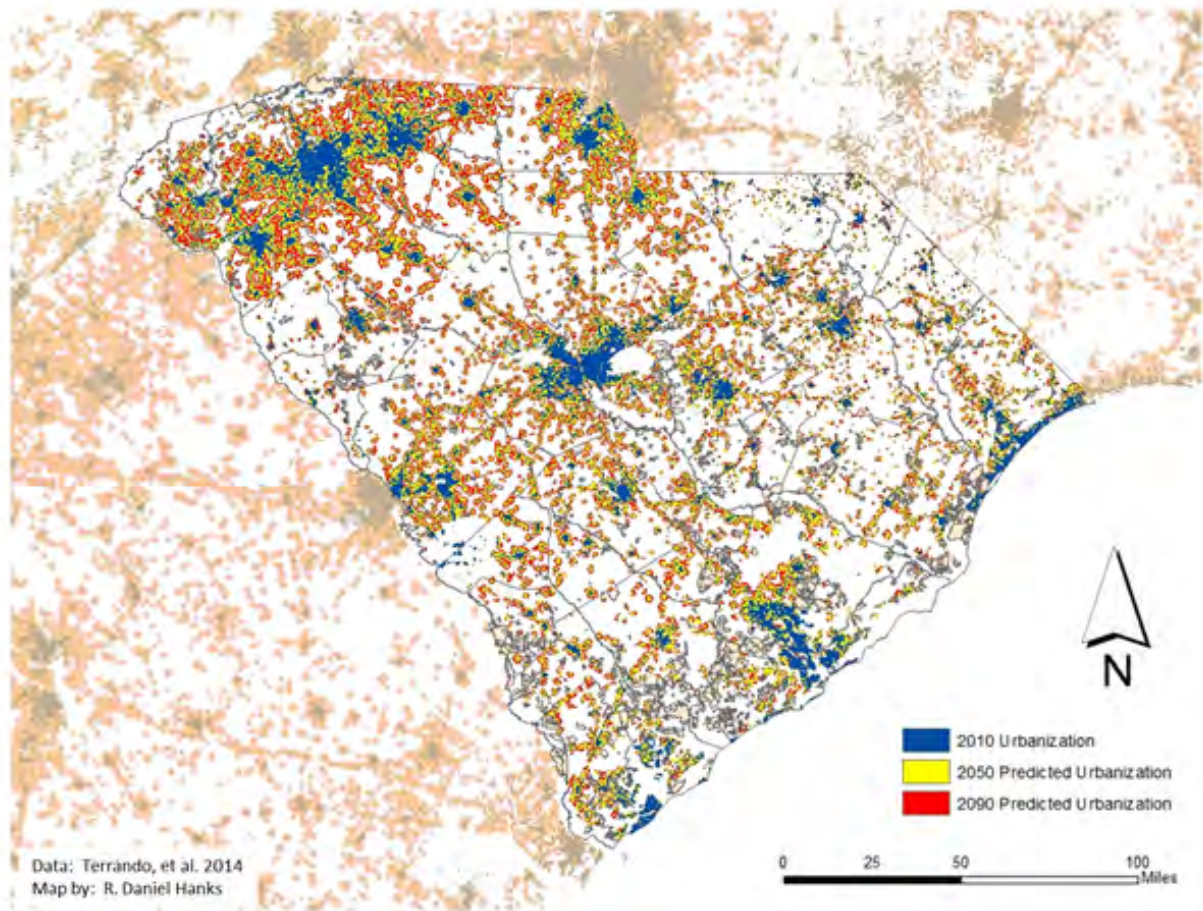 N
2010 Urbanization
2050 Predicted Urbanization
2090 Predicted Urbanization
Data: Terrando, et al. 2014
Map by: R. Daniel Hanks
0 25 50 100
Miles